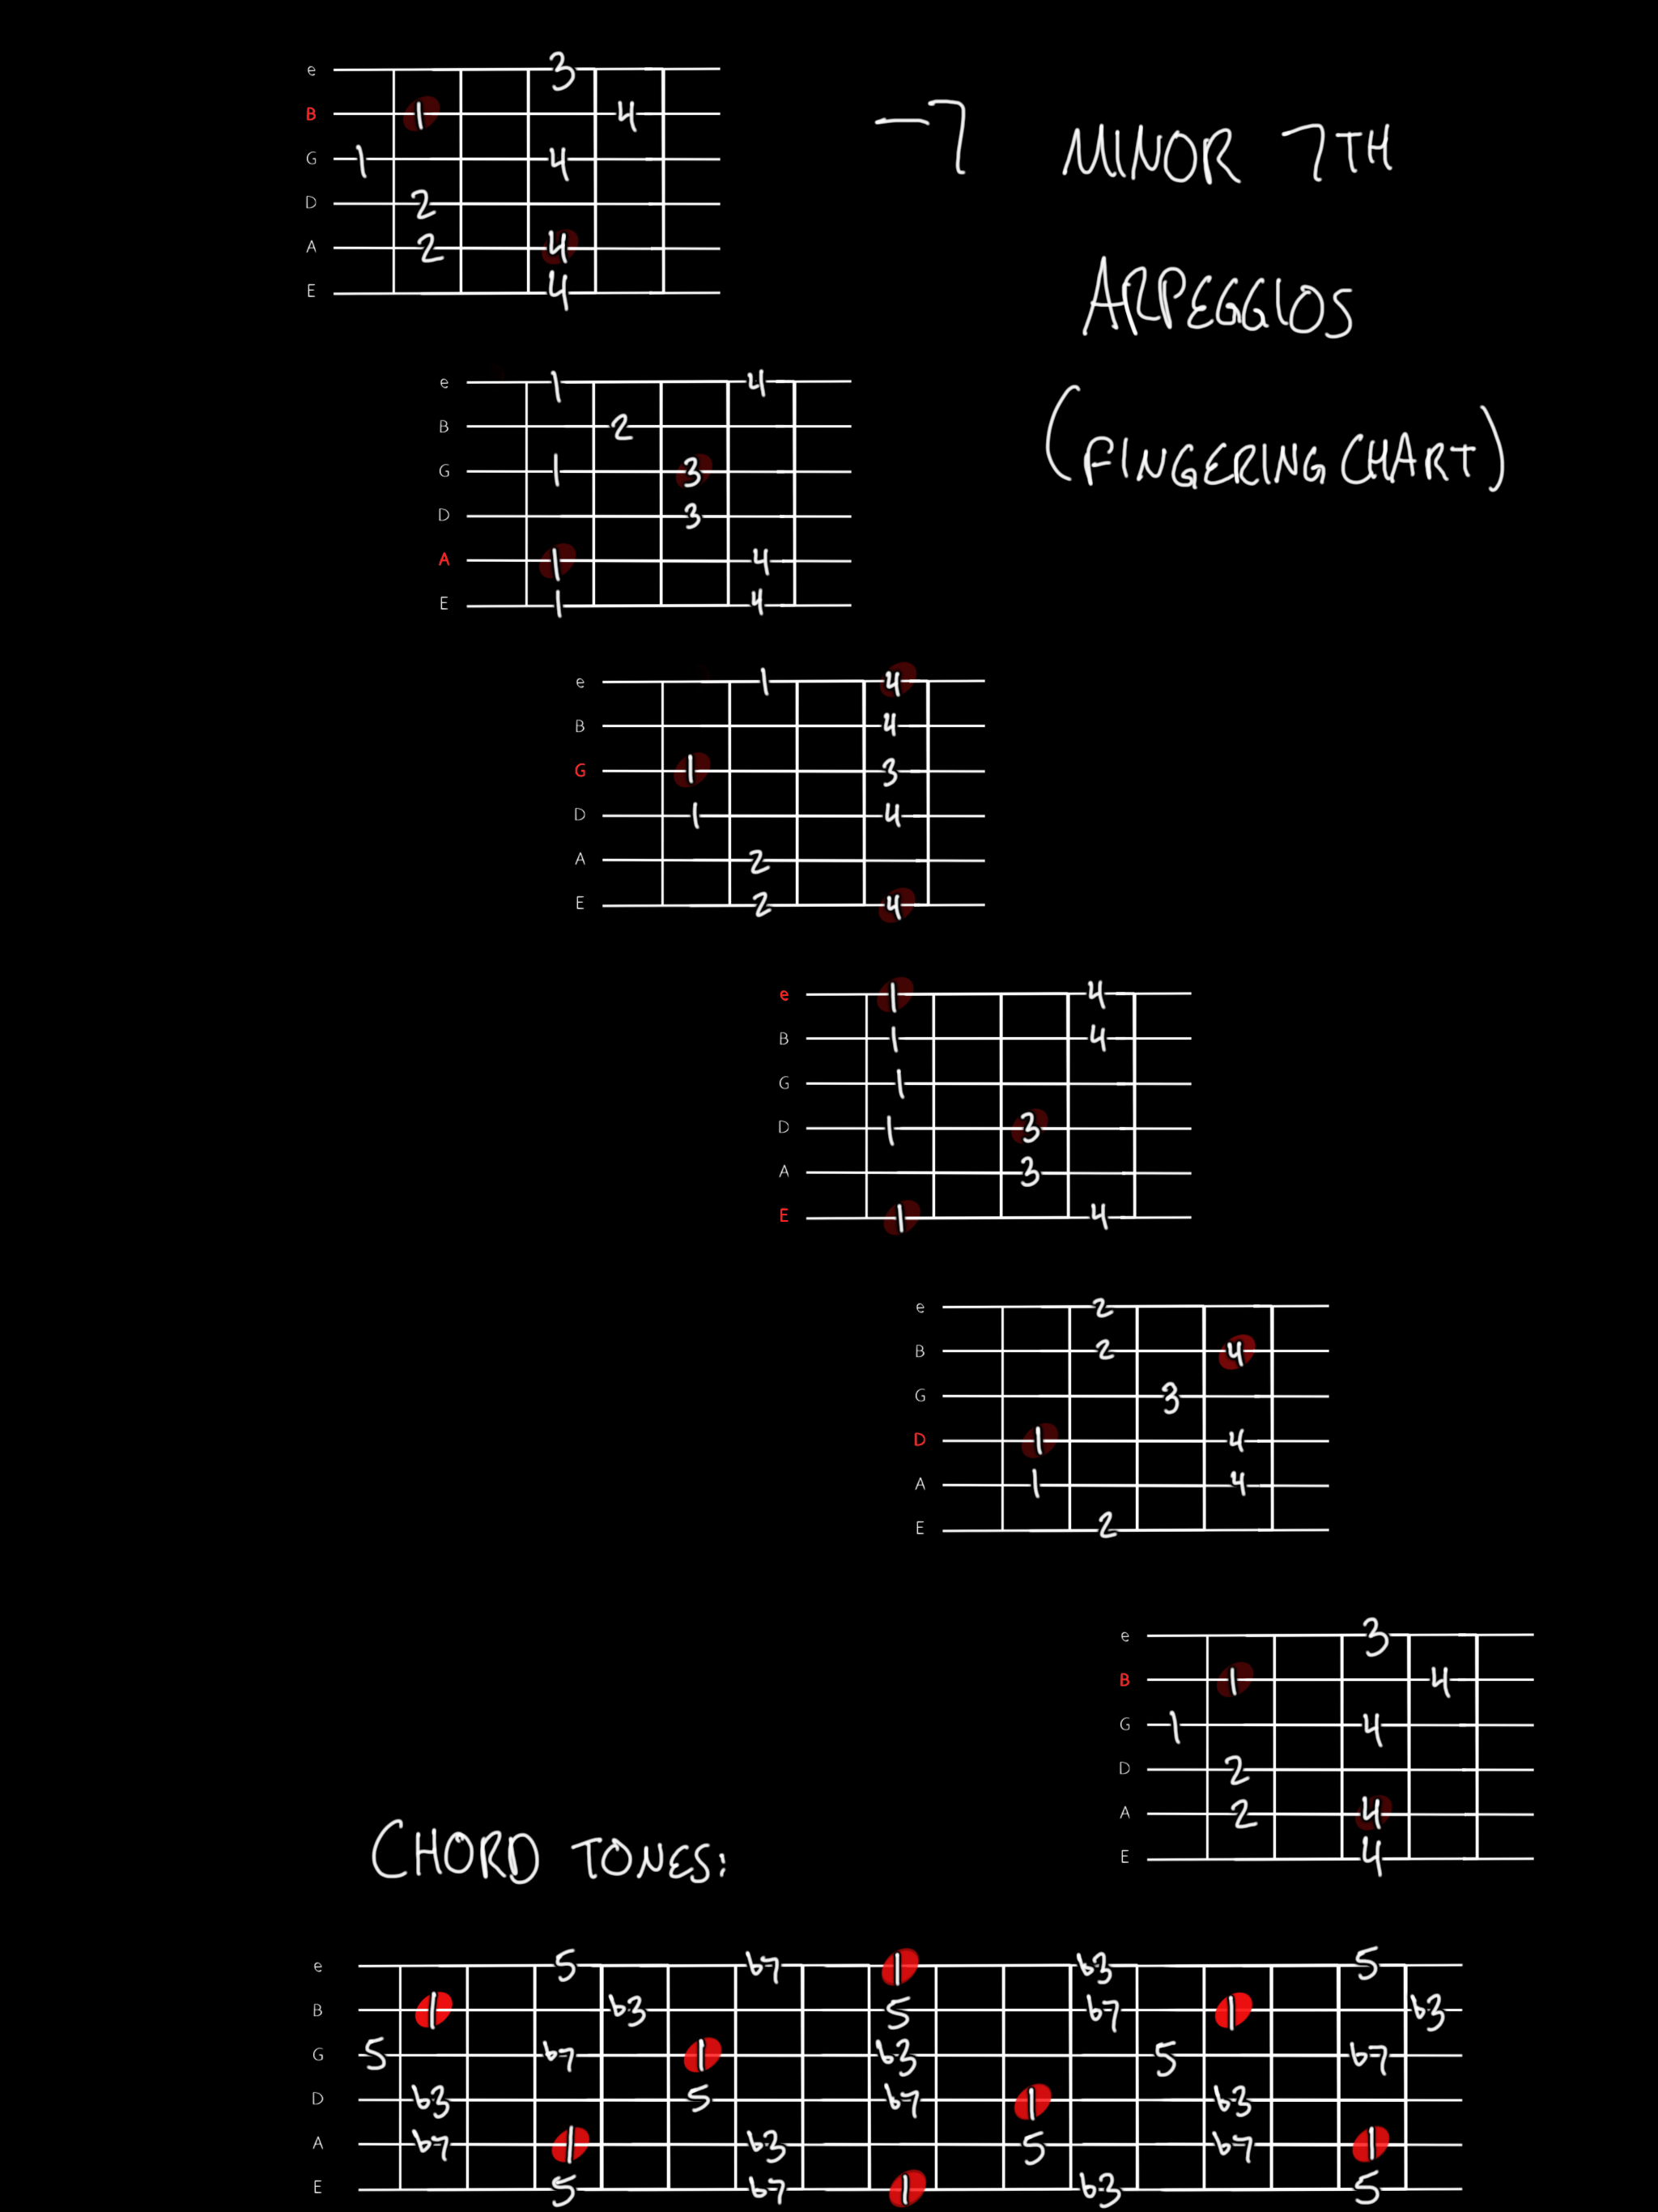 e 3
B 1 4
G 1 4
D 2
A 2 4
E 4
-7 MINOR 7TH
ARPEGGIOS
(FINGERING CHART)
e 1 4
B 2
G 1 3
D 3
A 1 4
E 1 4
e 1 4
B 4
G 1 3
D 1 4
A 2
E 2 4
e 1 4
B 1 4
G 1
D 1 3
A 3
E 1 4
e 2
B 2 4
G 3
D 1 4
A 1 4
E 2
e 3
B 1 4
G 1 4
D 2
A 2 4
E 4
CHORD TONES:
e 5 b7 1 b3 5
B 1 b3 5 b7 1 b3
G 5 b7 1 b3 5 b7
D b3 5 b7 1 b3
A b7 1 b3 5 b7 1
E 5 b7 1 b3 5